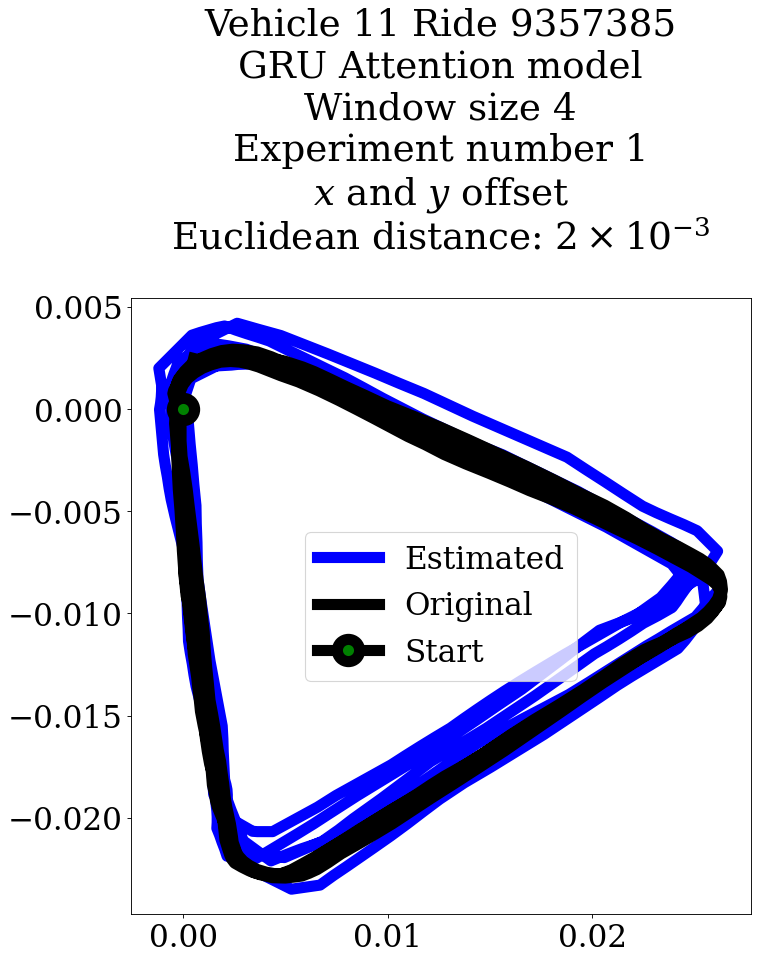 Vehicle 11 Ride 9357385
GRU Attention model
Window size 4
Experiment number 1
x and y offset
Euclidean distance: 2 × 10⁻³
0.005
0.000
−0.005
−0.010
−0.015
−0.020
Estimated
Original
Start
0.00 0.01 0.02